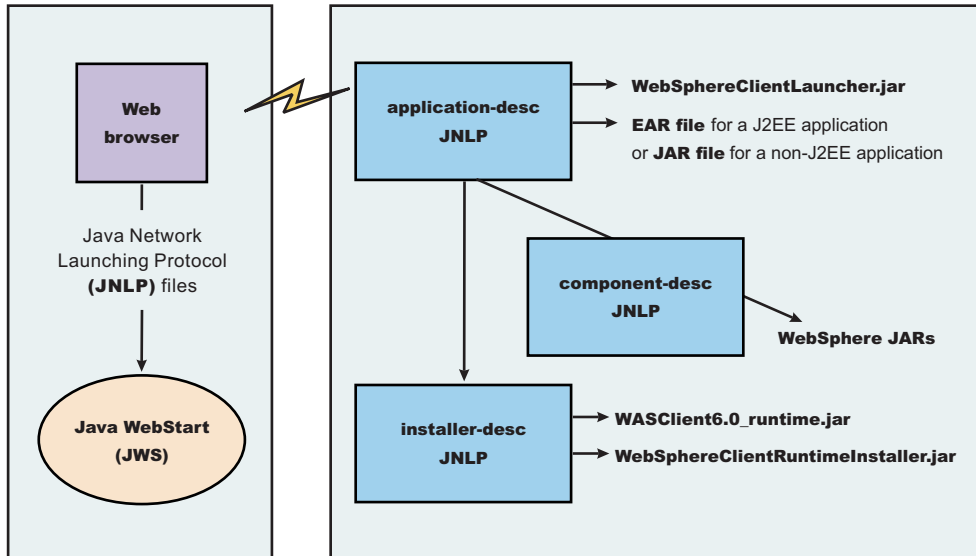 Web
browser
Java Network
Launching Protocol
(JNLP) files
Java WebStart
(JWS)
application-desc
JNLP
WebSphereClientLauncher.jar
EAR file for a J2EE application
or JAR file for a non-J2EE application
component-desc
JNLP
WebSphere JARs
installer-desc
JNLP
WASClient6.0_runtime.jar
WebSphereClientRuntimeInstaller.jar